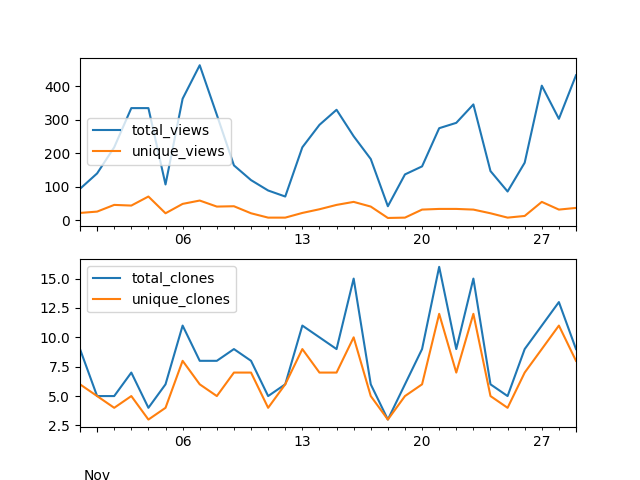 400
300
200
100
0
total_views
unique_views
06 13 20 27
15.0
12.5
10.0
7.5
5.0
2.5
total_clones
unique_clones
06 13 20 27
Nov